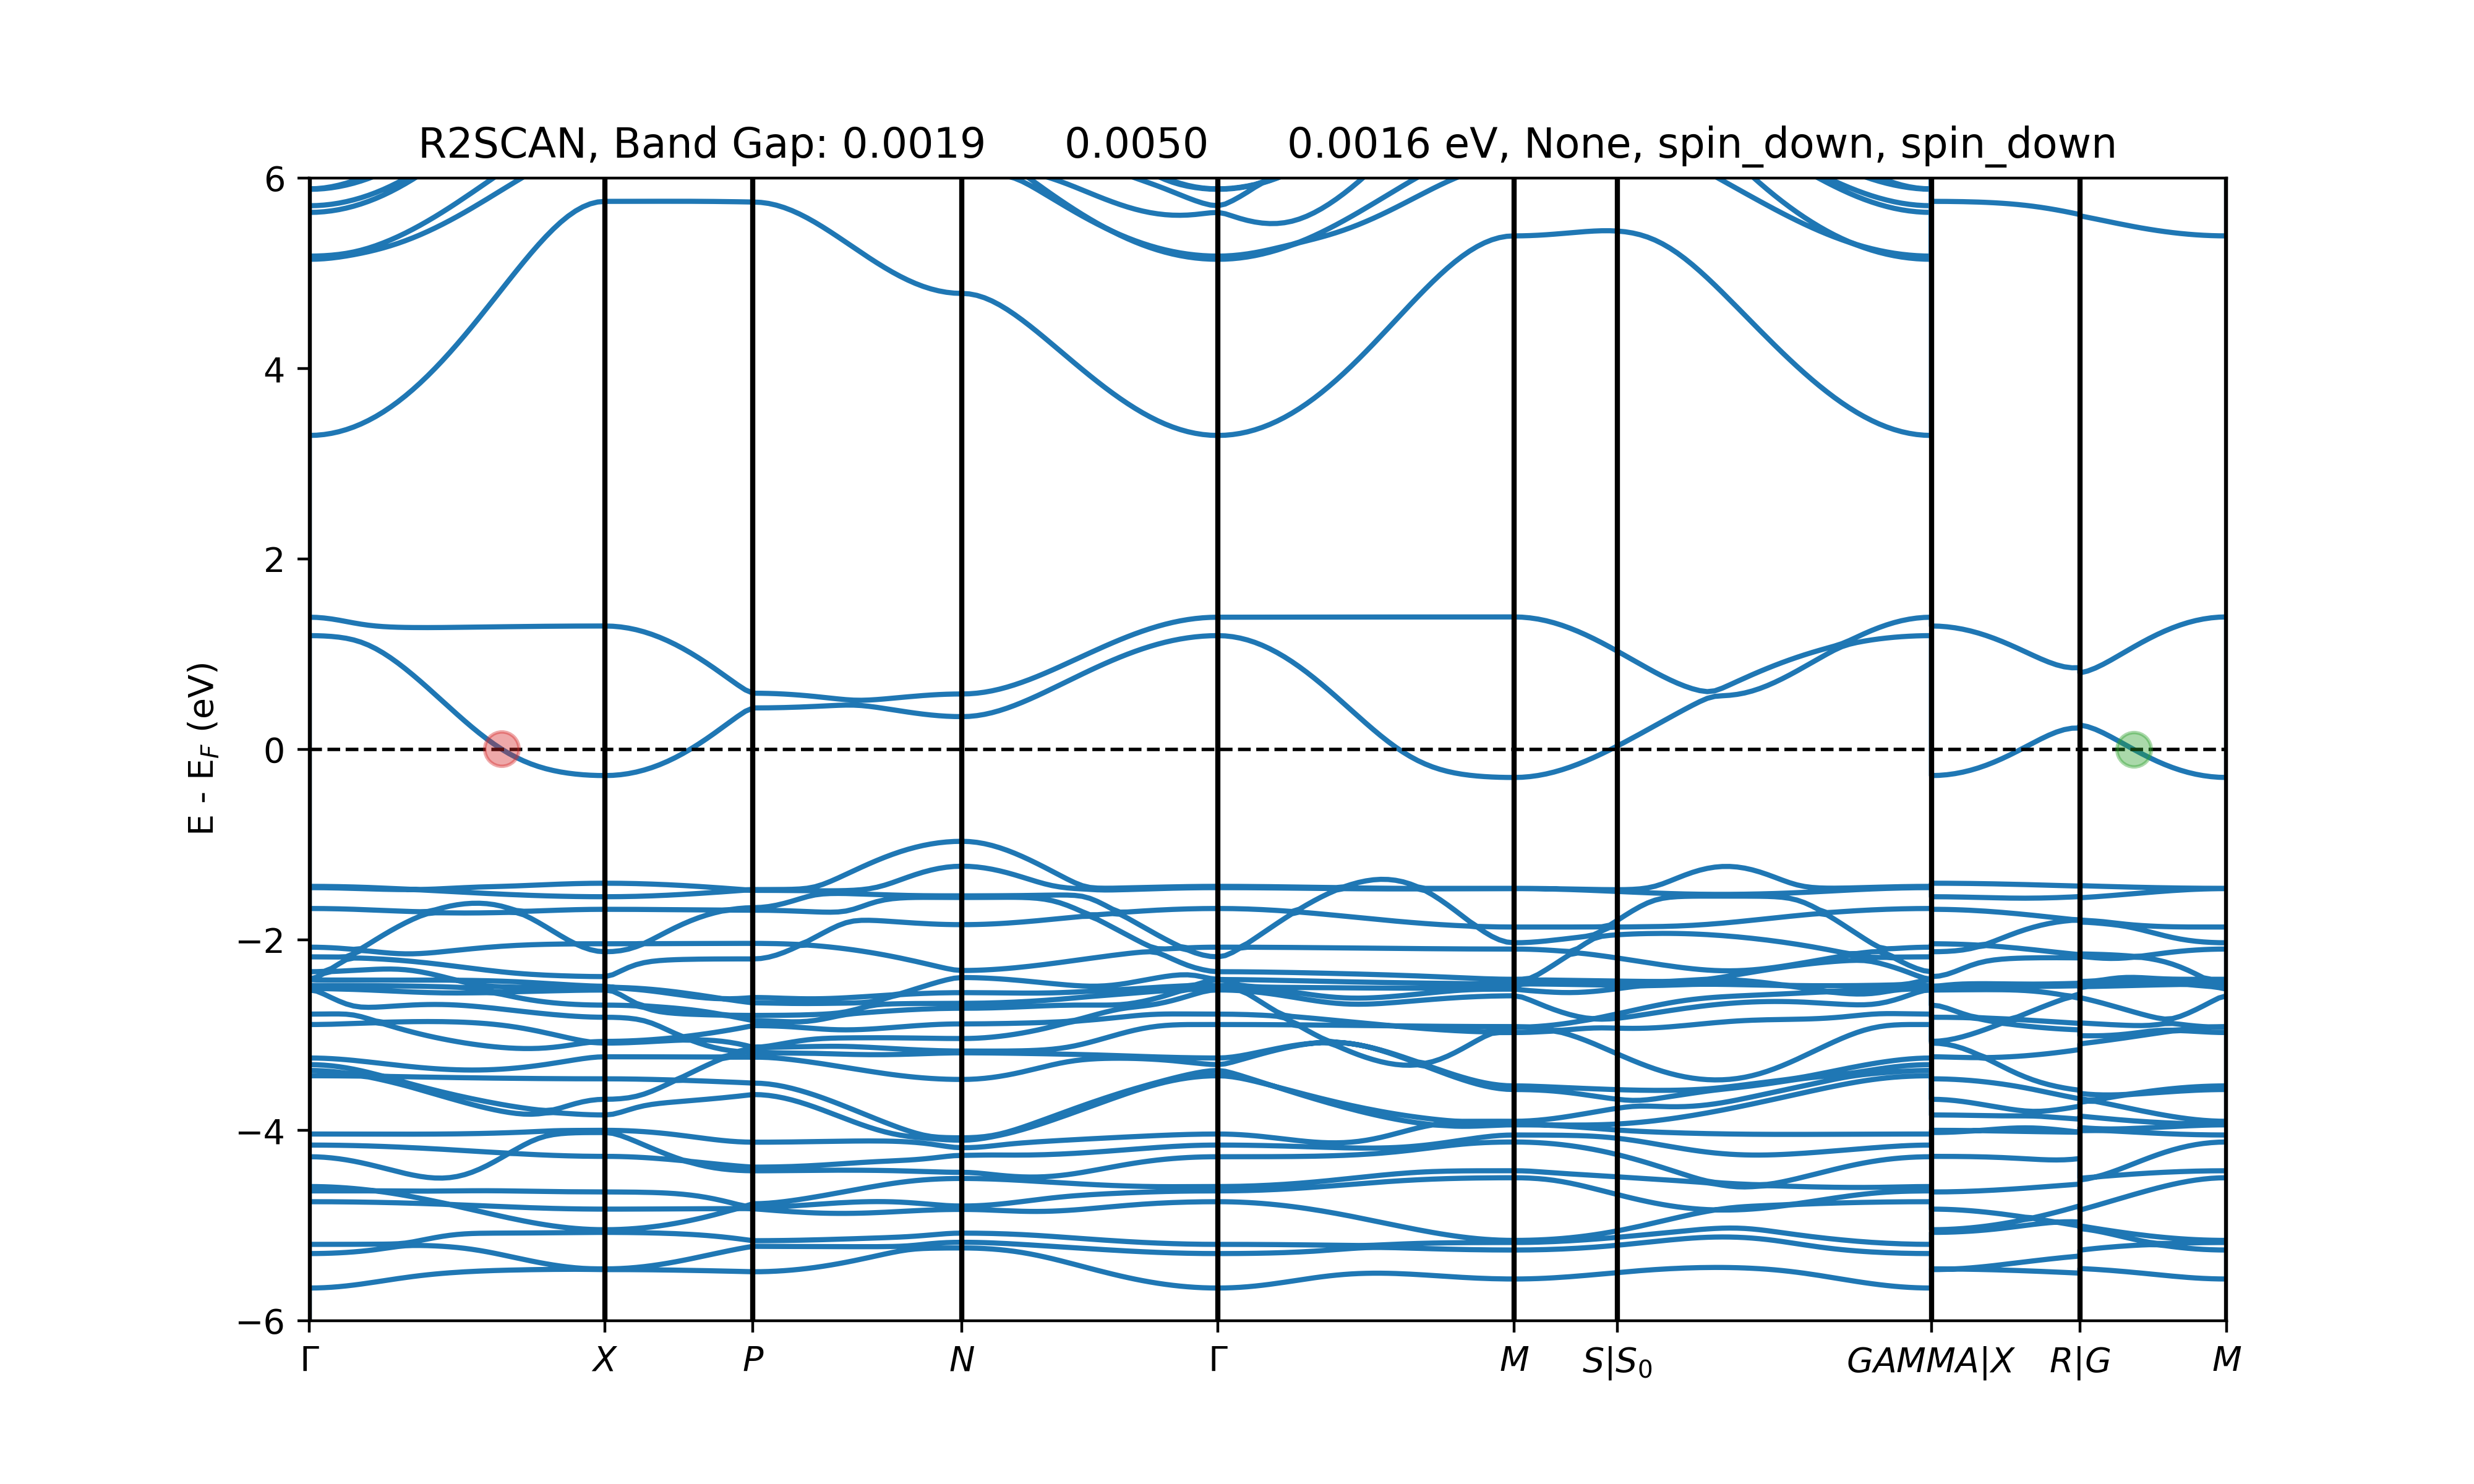 R2SCAN, Band Gap: 0.0019 0.0050 0.0016 eV, None, spin_down, spin_down
E - E_F (eV)
6
4
2
0
−2
−4
−6
Γ X P N Γ M S|S₀ GAMMA|X R|G M